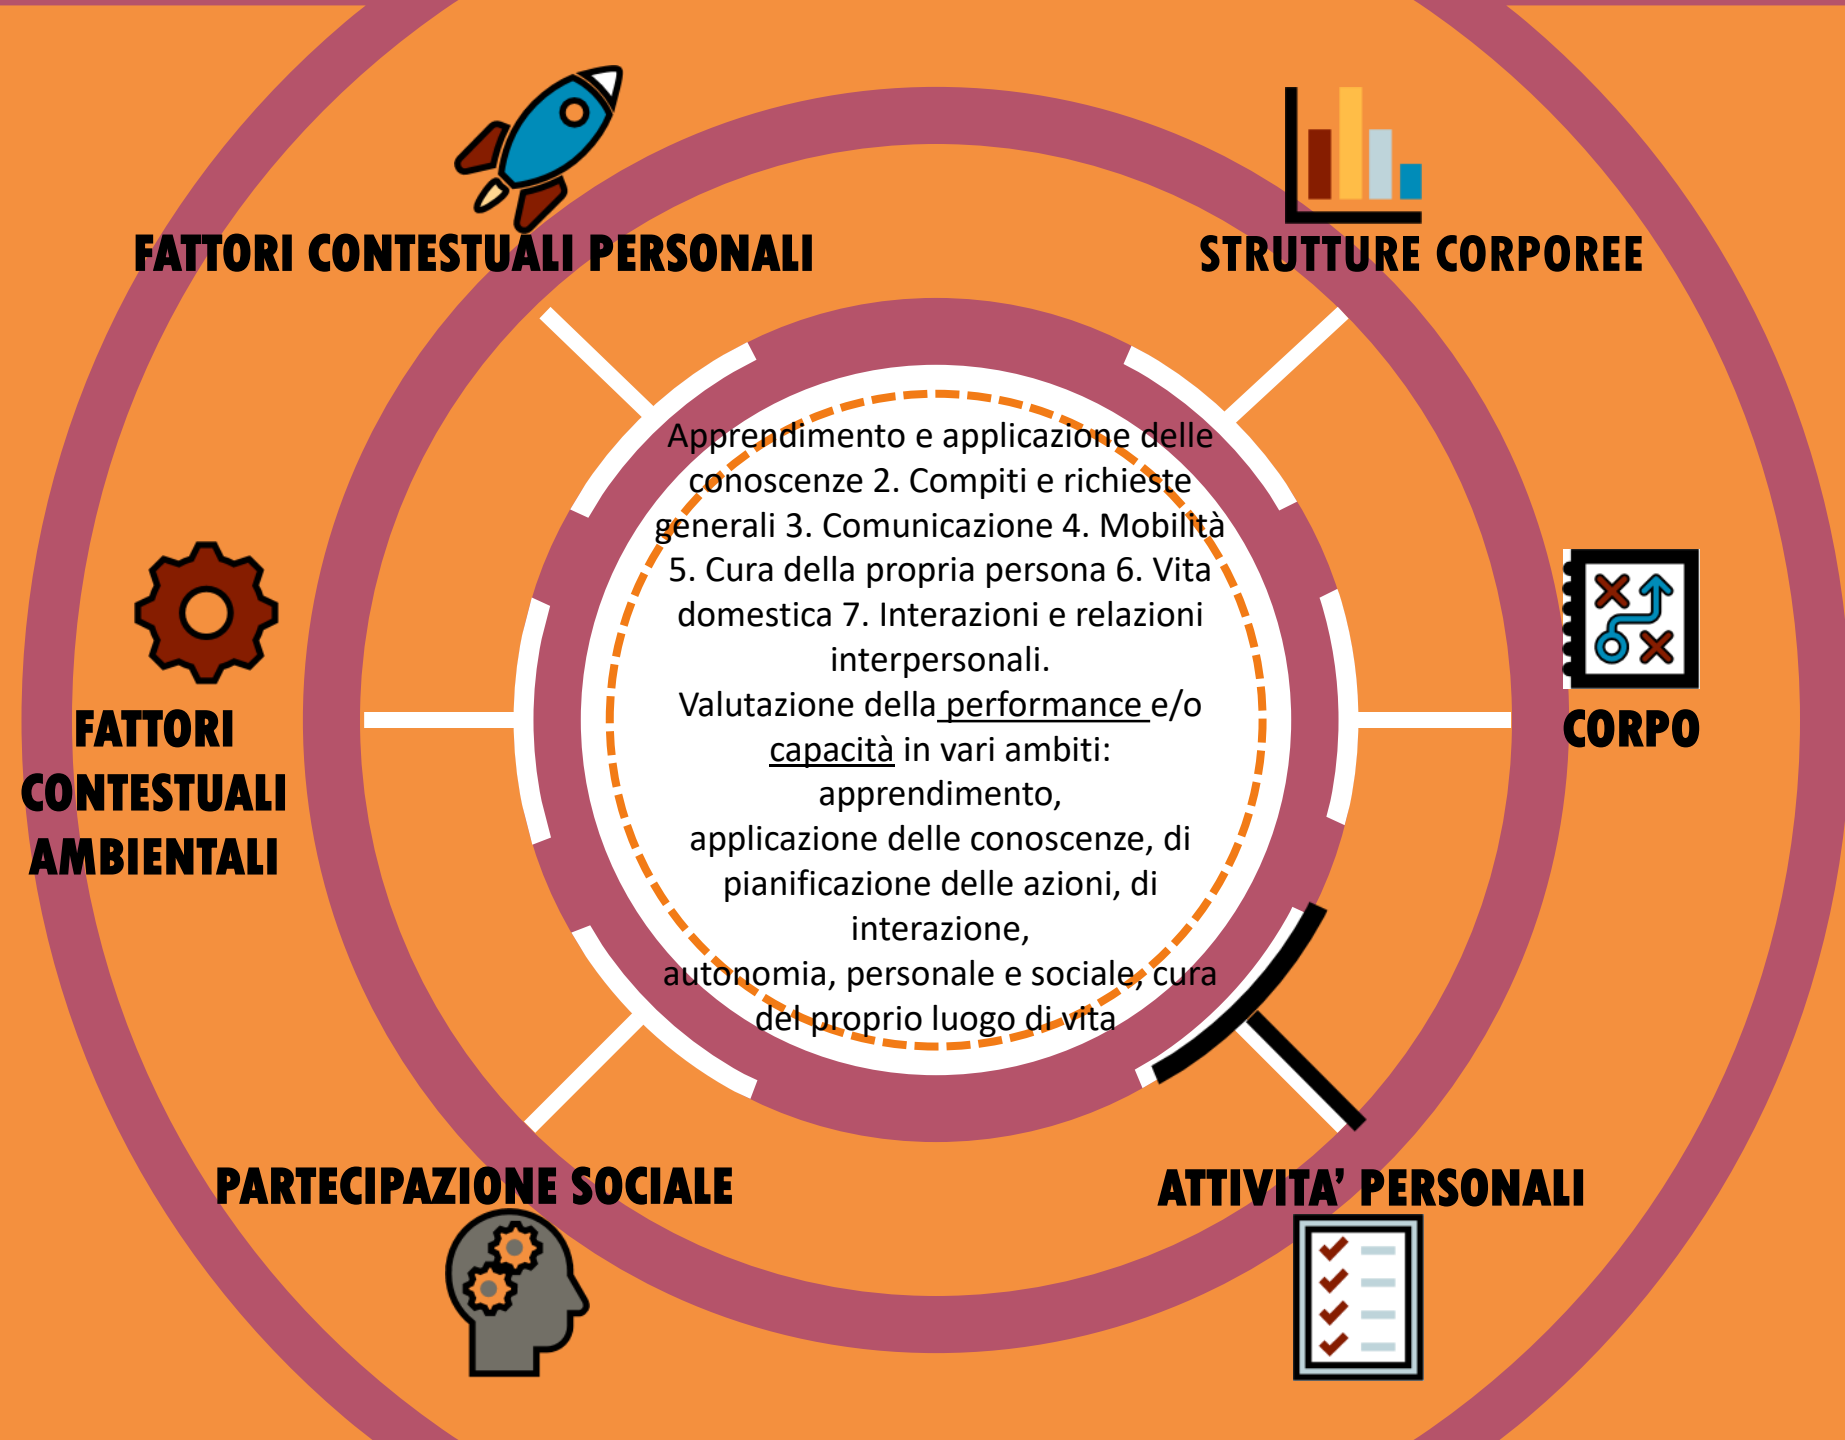 FATTORI CONTESTUALI PERSONALI
STRUTTURE CORPOREE
Apprendimento e applicazione delle
conoscenze 2. Compiti e richieste
generali 3. Comunicazione 4. Mobilità
5. Cura della propria persona 6. Vita
domestica 7. Interazioni e relazioni
interpersonali.
Valutazione della performance e/o
capacità in vari ambiti:
apprendimento,
applicazione delle conoscenze, di
pianificazione delle azioni, di
interazione,
autonomia, personale e sociale, cura
del proprio luogo di vita
FATTORI
CONTESTUALI
AMBIENTALI
CORPO
PARTECIPAZIONE SOCIALE
ATTIVITA’ PERSONALI